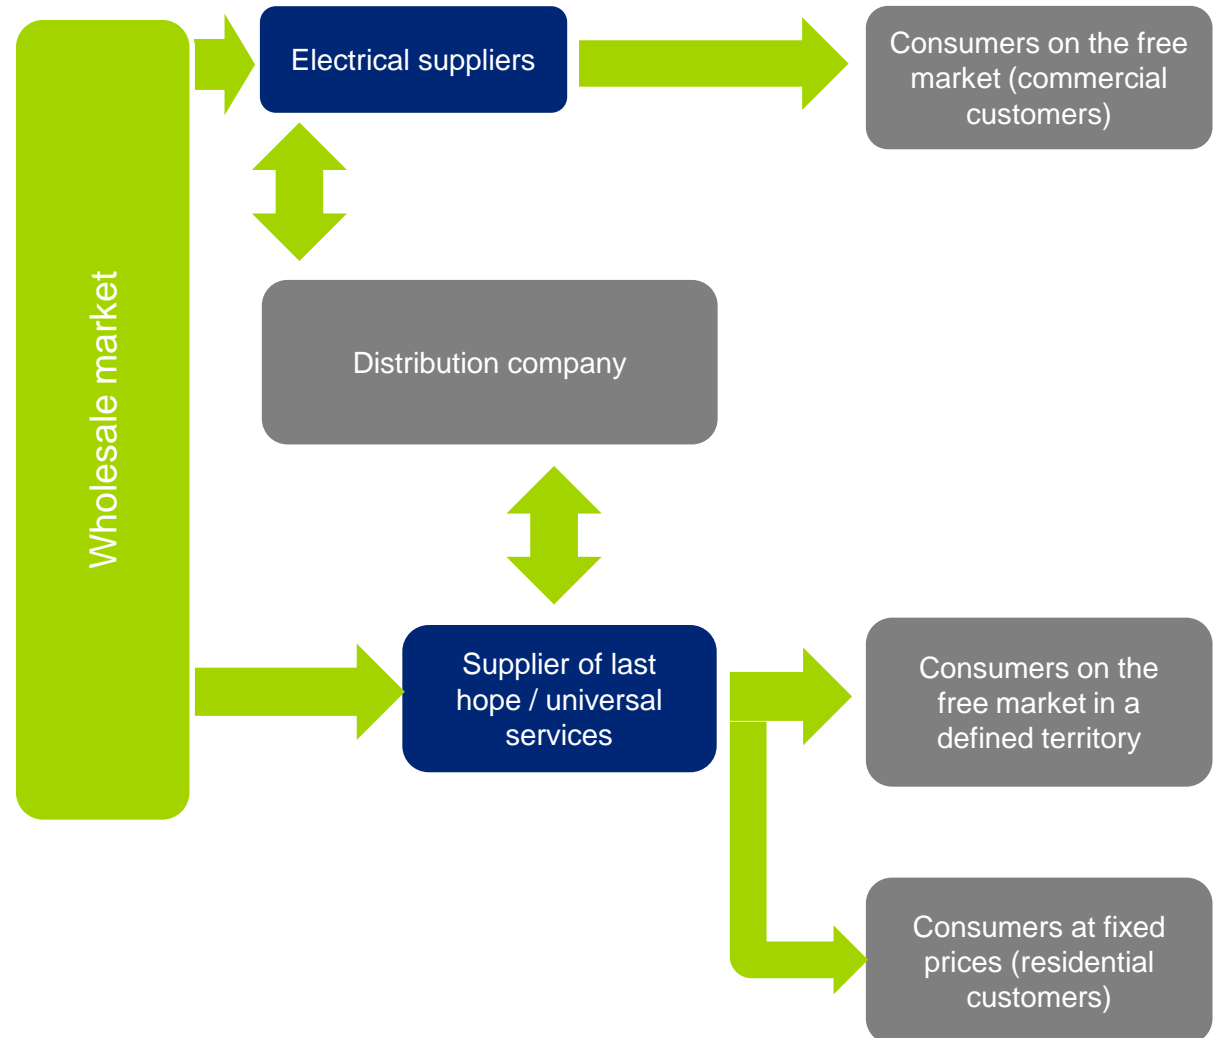 Wholesale market
Electrical suppliers
Consumers on the free
market (commercial
customers)
Distribution company
Supplier of last
hope / universal
services
Consumers on the
free market in a
defined territory
Consumers at fixed
prices (residential
customers)